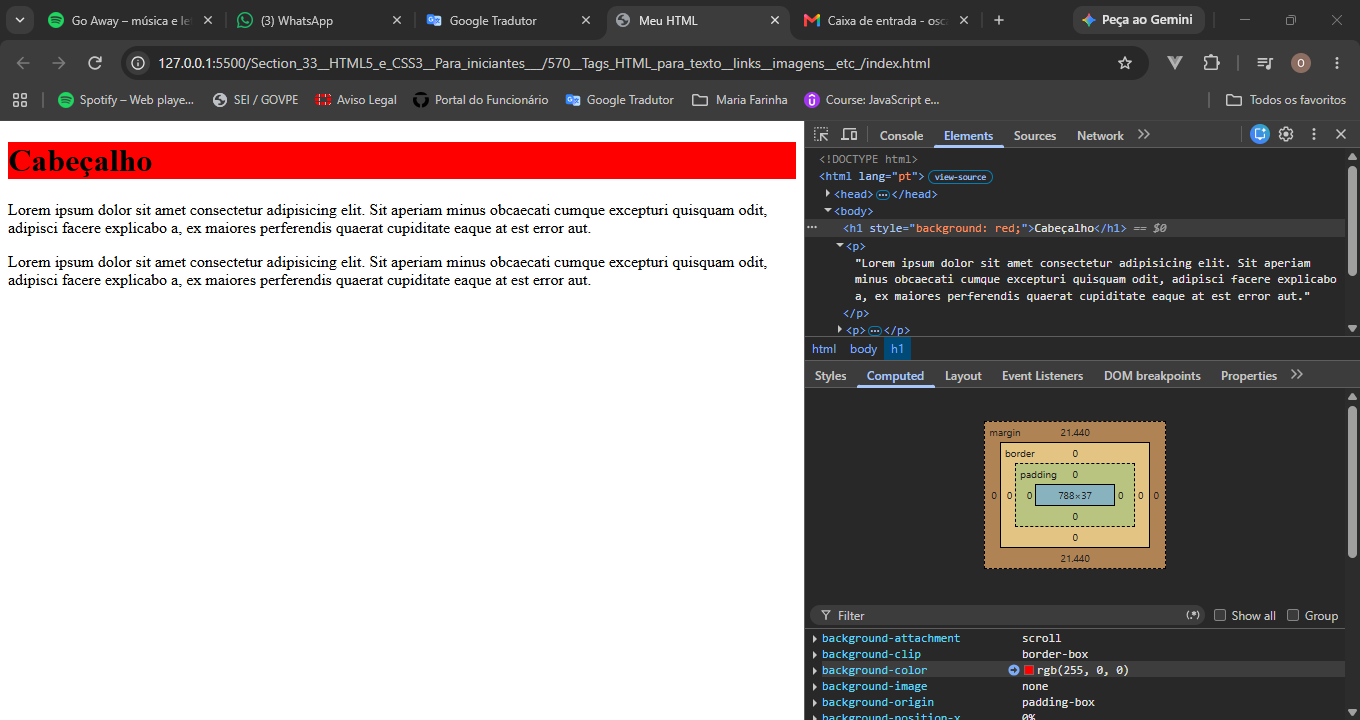 Go Away – música e let
(3) WhatsApp
Google Tradutor
Meu HTML
Caixa de entrada - osca
Peça ao Gemini
127.0.0.1:5500/Section_33__HTML5_e_CSS3__Para_iniciantes__/570__Tags_HTML_para_texto__links__imagens__etc_/index.html
O
Spotify – Web playe...
SEI / GOVPE
Aviso Legal
Portal do Funcionário
Google Tradutor
Maria Farinha
Course: JavaScript e...
Todos os favoritos
Cabeçalho
Lorem ipsum dolor sit amet consectetur adipisicing elit. Sit aperiam minus obcaecati cumque excepturi quisquam odit,
adipisci facere explicabo a, ex maiores perferendis quaerat cupiditate eaque at est error aut.
Lorem ipsum dolor sit amet consectetur adipisicing elit. Sit aperiam minus obcaecati cumque excepturi quisquam odit,
adipisci facere explicabo a, ex maiores perferendis quaerat cupiditate eaque at est error aut.
Console
Elements
Sources
Network
<!DOCTYPE html>
<html lang="pt"> view-source
<head> ... </head>
<body>
<h1 style="background: red;">Cabeçalho</h1> == $0
<p>
"Lorem ipsum dolor sit amet consectetur adipisicing elit. Sit aperiam
minus obcaecati cumque excepturi quisquam odit, adipisci facere explicabo
a, ex maiores perferendis quaerat cupiditate eaque at est error aut."
</p>
<p> ... </p>
html body h1
Styles
Computed
Layout
Event Listeners
DOM breakpoints
Properties
margin 21.440
border 0
padding 0
0 0 0 788×37 0 0 0
0
0
21.440
Filter
(.*)
Show all
Group
background-attachment scroll
background-clip border-box
background-color rgb(255, 0, 0)
background-image none
background-origin padding-box
background-position-x 0%